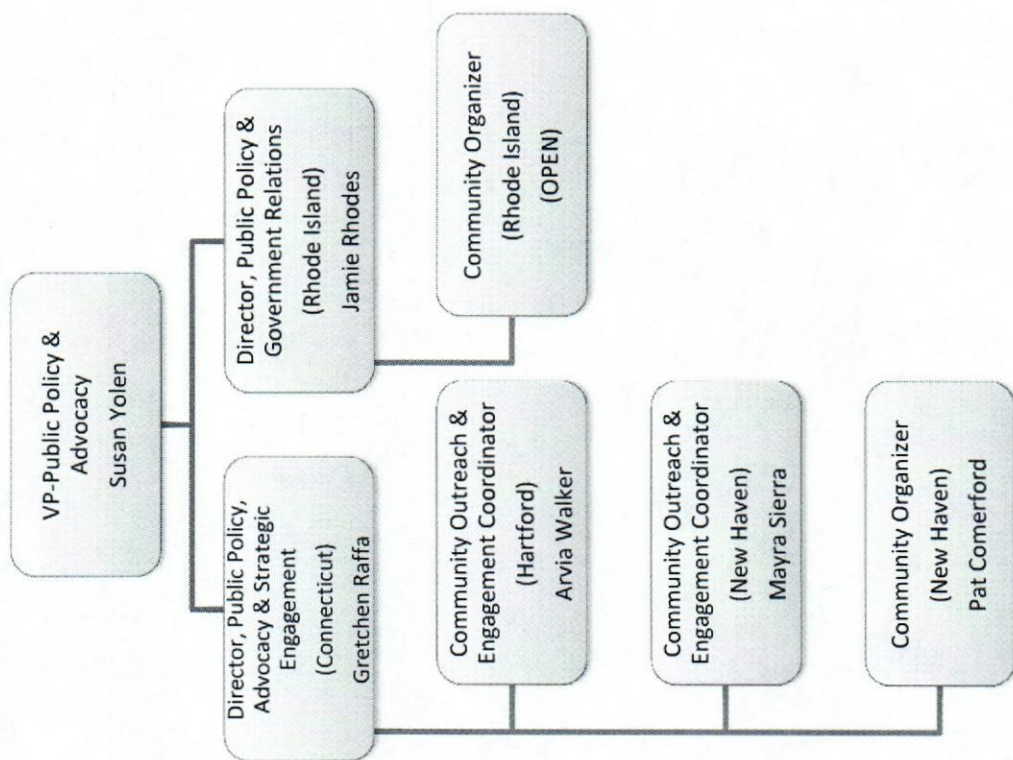 VP-Public Policy &
Advocacy
Susan Yolen
Director, Public Policy,
Advocacy & Strategic
Engagement
(Connecticut)
Gretchen Raffa
Director, Public Policy &
Government Relations
(Rhode Island)
Jamie Rhodes
Community Outreach &
Engagement Coordinator
(Hartford)
Arvia Walker
Community Organizer
(Rhode Island)
(OPEN)
Community Outreach &
Engagement Coordinator
(New Haven)
Mayra Sierra
Community Organizer
(New Haven)
Pat Comerford